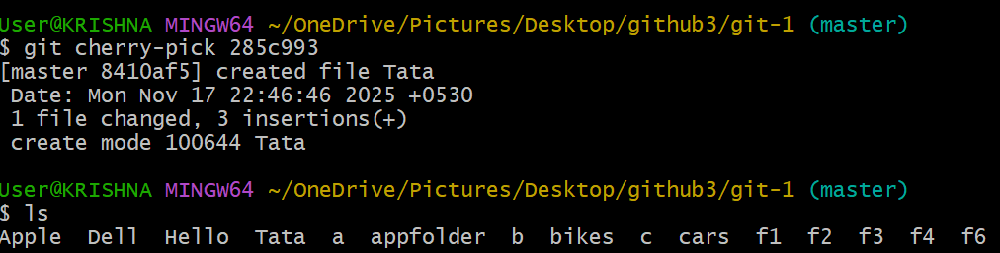 User@KRISHNA MINGW64 ~/OneDrive/Pictures/Desktop/github3/git-1 (master)
$ git cherry-pick 285c993
[master 8410af5] created file Tata
 Date: Mon Nov 17 22:46:46 2025 +0530
 1 file changed, 3 insertions(+)
 create mode 100644 Tata
User@KRISHNA MINGW64 ~/OneDrive/Pictures/Desktop/github3/git-1 (master)
$ ls
Apple  Dell  Hello  Tata  a  appfolder  b  bikes  c  cars  f1  f2  f3  f4  f6